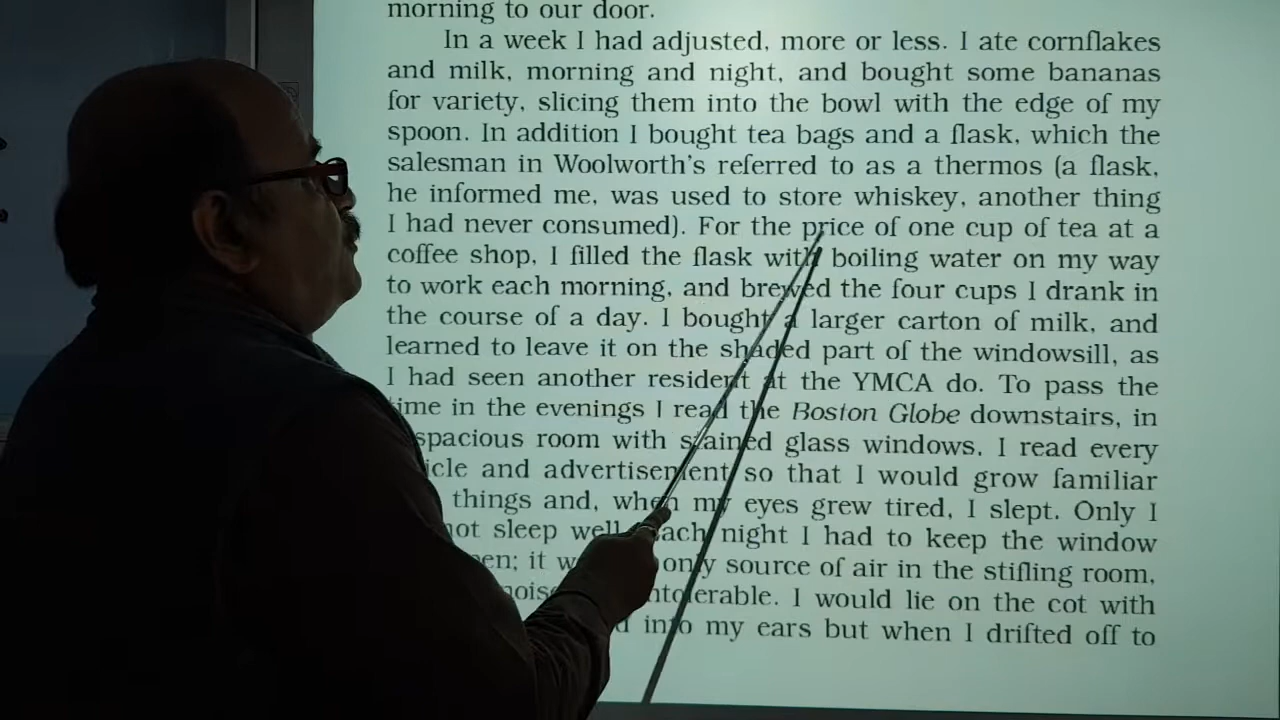 morning to our door.
In a week I had adjusted, more or less. I ate cornflakes
and milk, morning and night, and bought some bananas
for variety, slicing them into the bowl with the edge of my
spoon. In addition I bought tea bags and a flask, which the
salesman in Woolworth's referred to as a thermos (a flask,
he informed me, was used to store whiskey, another thing
I had never consumed). For the price of one cup of tea at a
coffee shop, I filled the flask with boiling water on my way
to work each morning, and brewed the four cups I drank in
the course of a day. I bought a larger carton of milk, and
learned to leave it on the shaded part of the windowsill, as
I had seen another resident at the YMCA do. To pass the
time in the evenings I read the Boston Globe downstairs, in
spacious room with stained glass windows. I read every
icle and advertisement so that I would grow familiar
things and, when my eyes grew tired, I slept. Only I
not sleep well. each night I had to keep the window
en; it w only source of air in the stifling room,
noise intolerable. I would lie on the cot with
into my ears but when I drifted off to